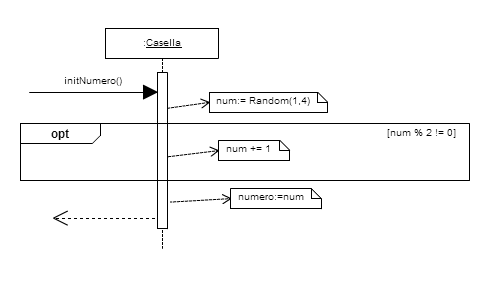 :Casella
initNumero()
num:= Random(1,4)
opt
[num % 2 != 0]
num += 1
numero:=num